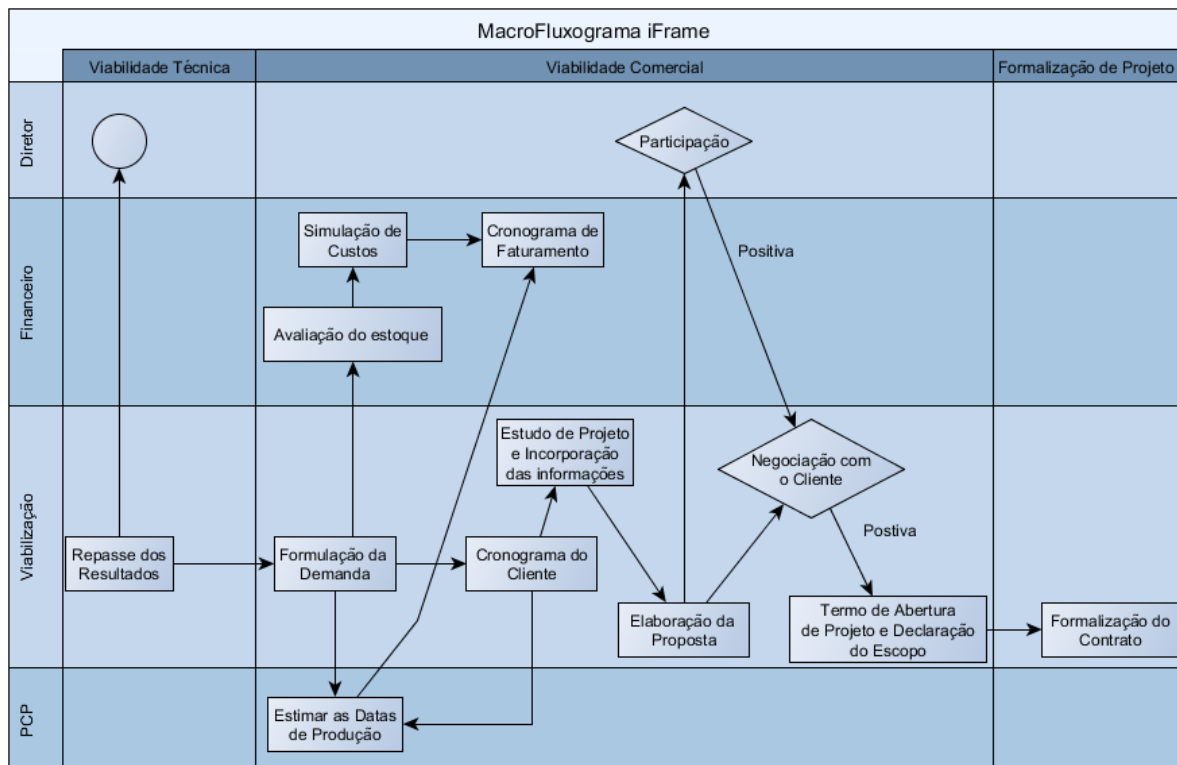 MacroFluxograma iFrame
Viabilidade Técnica
Viabilidade Comercial
Formalização de Projeto
Diretor
Participação
Financeiro
Simulação de
Custos
Cronograma de
Faturamento
Positiva
Avaliação do estoque
Viabilização
Estudo de Projeto
e Incorporação
das informações
Negociação com
o Cliente
Postiva
Repasse dos
Resultados
Formulação da
Demanda
Cronograma do
Cliente
Elaboração da
Proposta
Termo de Abertura
de Projeto e Declaração
do Escopo
Formalização do
Contrato
PCP
Estimar as Datas
de Produção